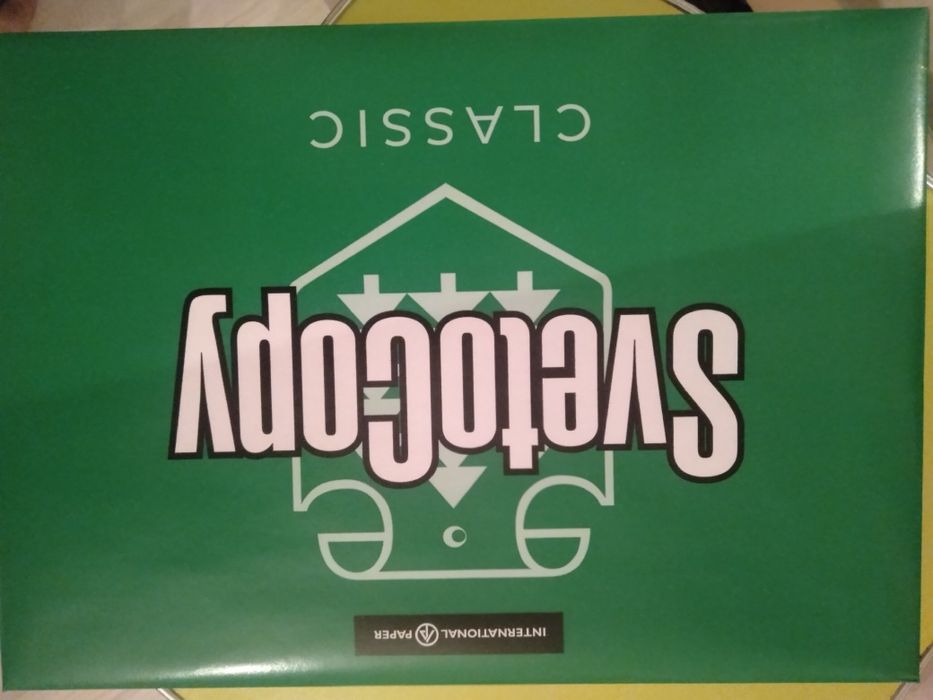 INTERNATIONAL PAPER
SvetoCopy
CLASSIC